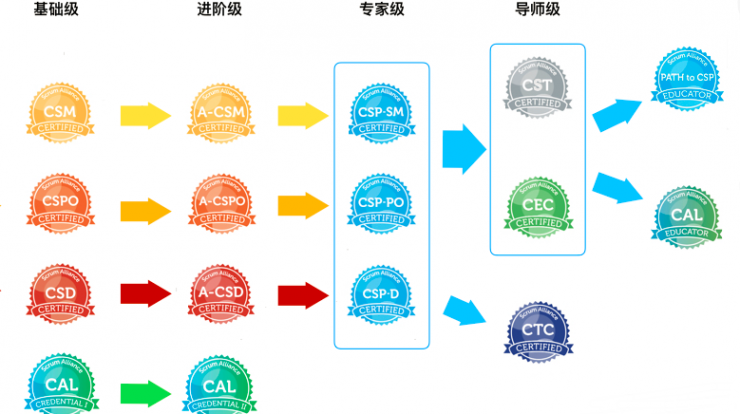 基础级
进阶级
专家级
导师级
Scrum Alliance
CSM
CERTIFIED
Scrum Alliance
A-CSM
CERTIFIED
Scrum Alliance
CSP-SM
CERTIFIED
Scrum Alliance
CST
CERTIFIED
Scrum Alliance
PATH to CSP
EDUCATOR
Scrum Alliance
CSPO
CERTIFIED
Scrum Alliance
A-CSPO
CERTIFIED
Scrum Alliance
CSP-PO
CERTIFIED
Scrum Alliance
CEC
CERTIFIED
Scrum Alliance
CAL
EDUCATOR
Scrum Alliance
CSD
CERTIFIED
Scrum Alliance
A-CSD
CERTIFIED
Scrum Alliance
CSP-D
CERTIFIED
Scrum Alliance
CTC
CERTIFIED
Scrum Alliance
CAL
CREDENTIAL I
Scrum Alliance
CAL
CREDENTIAL II